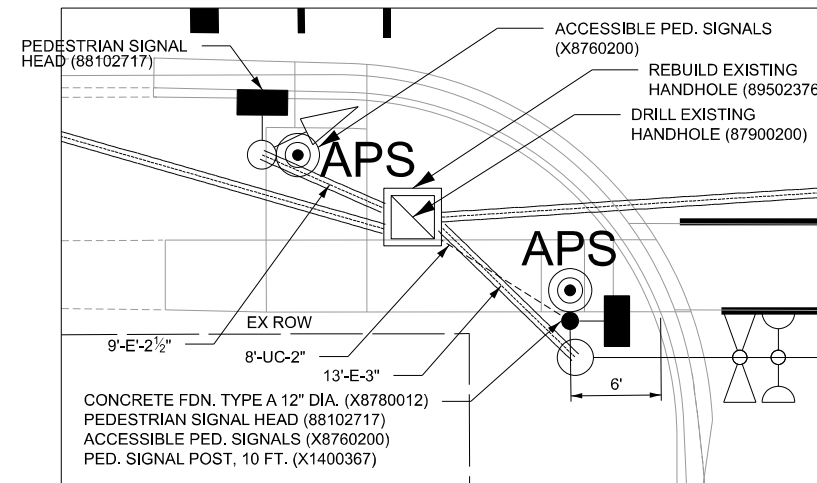 PEDESTRIAN SIGNAL
HEAD (88102717)
ACCESSIBLE PED. SIGNALS
(X8760200)
REBUILD EXISTING
HANDHOLE (89502376
DRILL EXISTING
HANDHOLE (87900200)
APS
APS
EX ROW
9'-E'-2½"
8'-UC-2"
13'-E-3"
6'
CONCRETE FDN. TYPE A 12" DIA. (X8780012)
PEDESTRIAN SIGNAL HEAD (88102717)
ACCESSIBLE PED. SIGNALS (X8760200)
PED. SIGNAL POST, 10 FT. (X1400367)